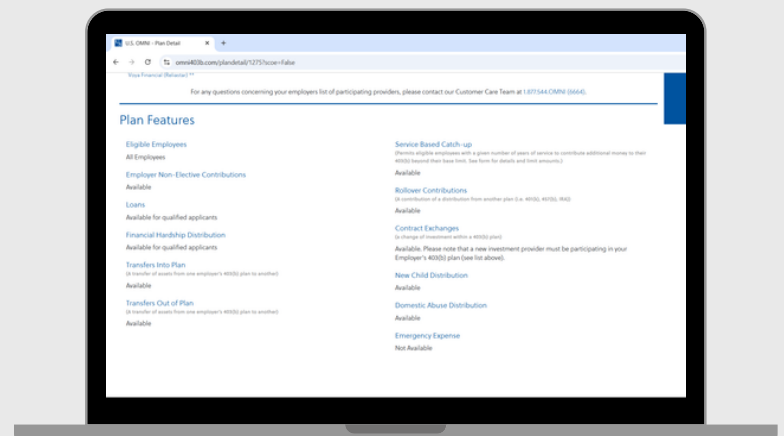 U.S. OMNI - Plan Detail
omni403b.com/plandetail/1275?scoe=False
Voya Financial (Reliastar) **
For any questions concerning your employers list of participating providers, please contact our Customer Care Team at 1.877.544.OMNI (6664).
Plan Features
Eligible Employees
All Employees
Employer Non-Elective Contributions
Available
Loans
Available for qualified applicants
Financial Hardship Distribution
Available for qualified applicants
Transfers Into Plan
(A transfer of assets from one employer's 403(b) plan to another)
Available
Transfers Out of Plan
(A transfer of assets from one employer's 403(b) plan to another)
Available
Service Based Catch-up
(Permits eligible employees with a given number of years of service to contribute additional money to their
403(b) beyond their base limit. See form for details and limit amounts.)
Available
Rollover Contributions
(A contribution of a distribution from another plan (i.e. 401(k), 457(b), IRA))
Available
Contract Exchanges
(a change of investment within a 403(b) plan)
Available. Please note that a new investment provider must be participating in your
Employer's 403(b) plan (see list above).
New Child Distribution
Available
Domestic Abuse Distribution
Available
Emergency Expense
Not Available